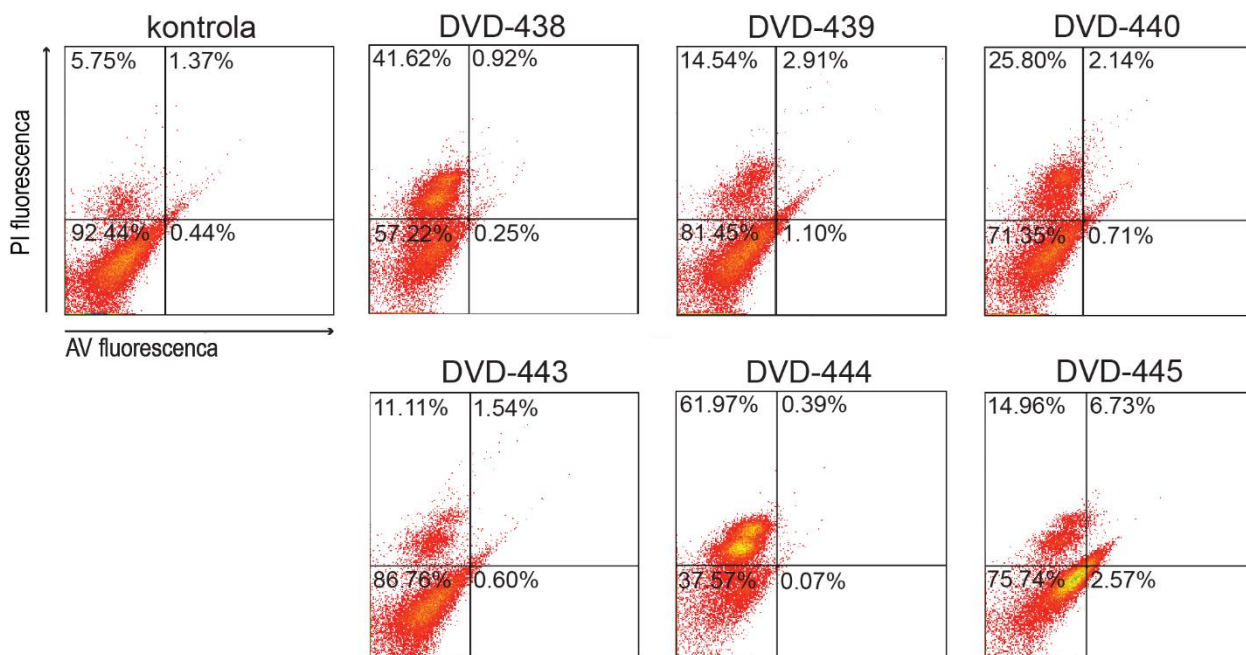 kontrola
5.75% 1.37%
92.44% 0.44%
PI fluorescenca
AV fluorescenca
DVD-438
41.62% 0.92%
57.22% 0.25%
DVD-439
14.54% 2.91%
81.45% 1.10%
DVD-440
25.80% 2.14%
71.35% 0.71%
DVD-443
11.11% 1.54%
86.76% 0.60%
DVD-444
61.97% 0.39%
37.57% 0.07%
DVD-445
14.96% 6.73%
75.74% 2.57%